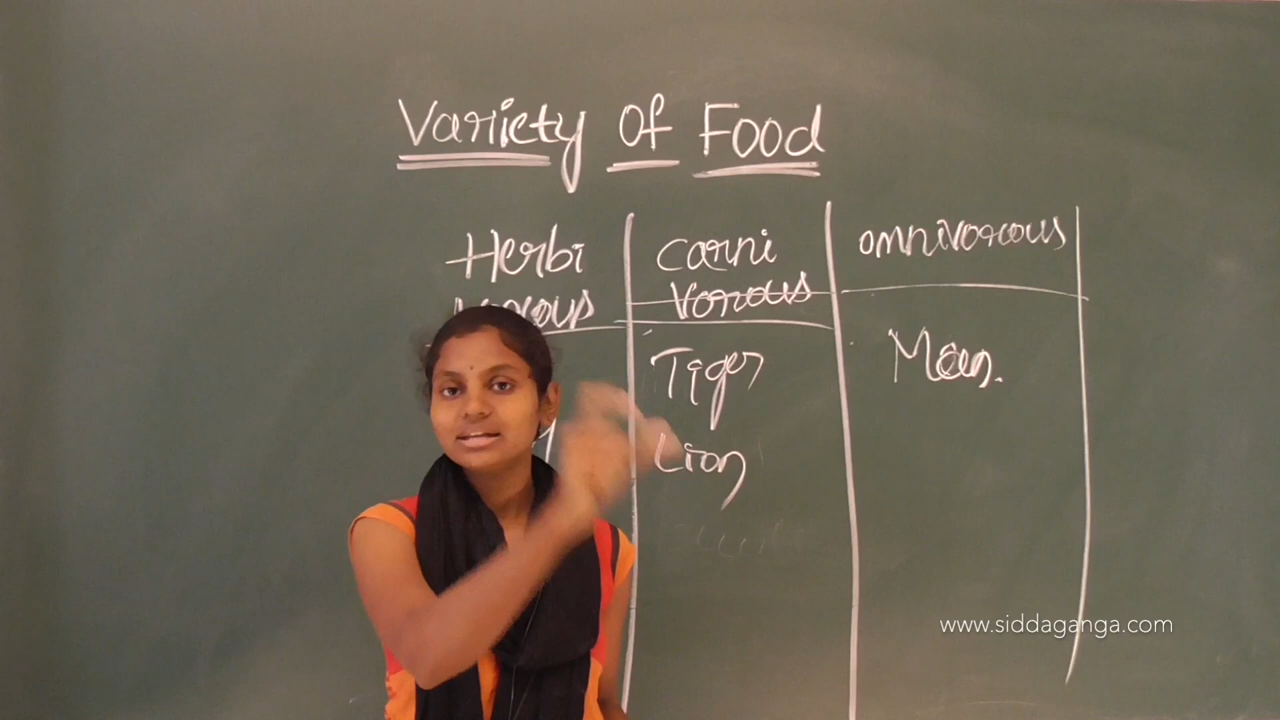 Variety Of Food
Herbi
vorous
Carni
Vorous
omnivorous
Tiger
Lion
Man.
www.siddaganga.com